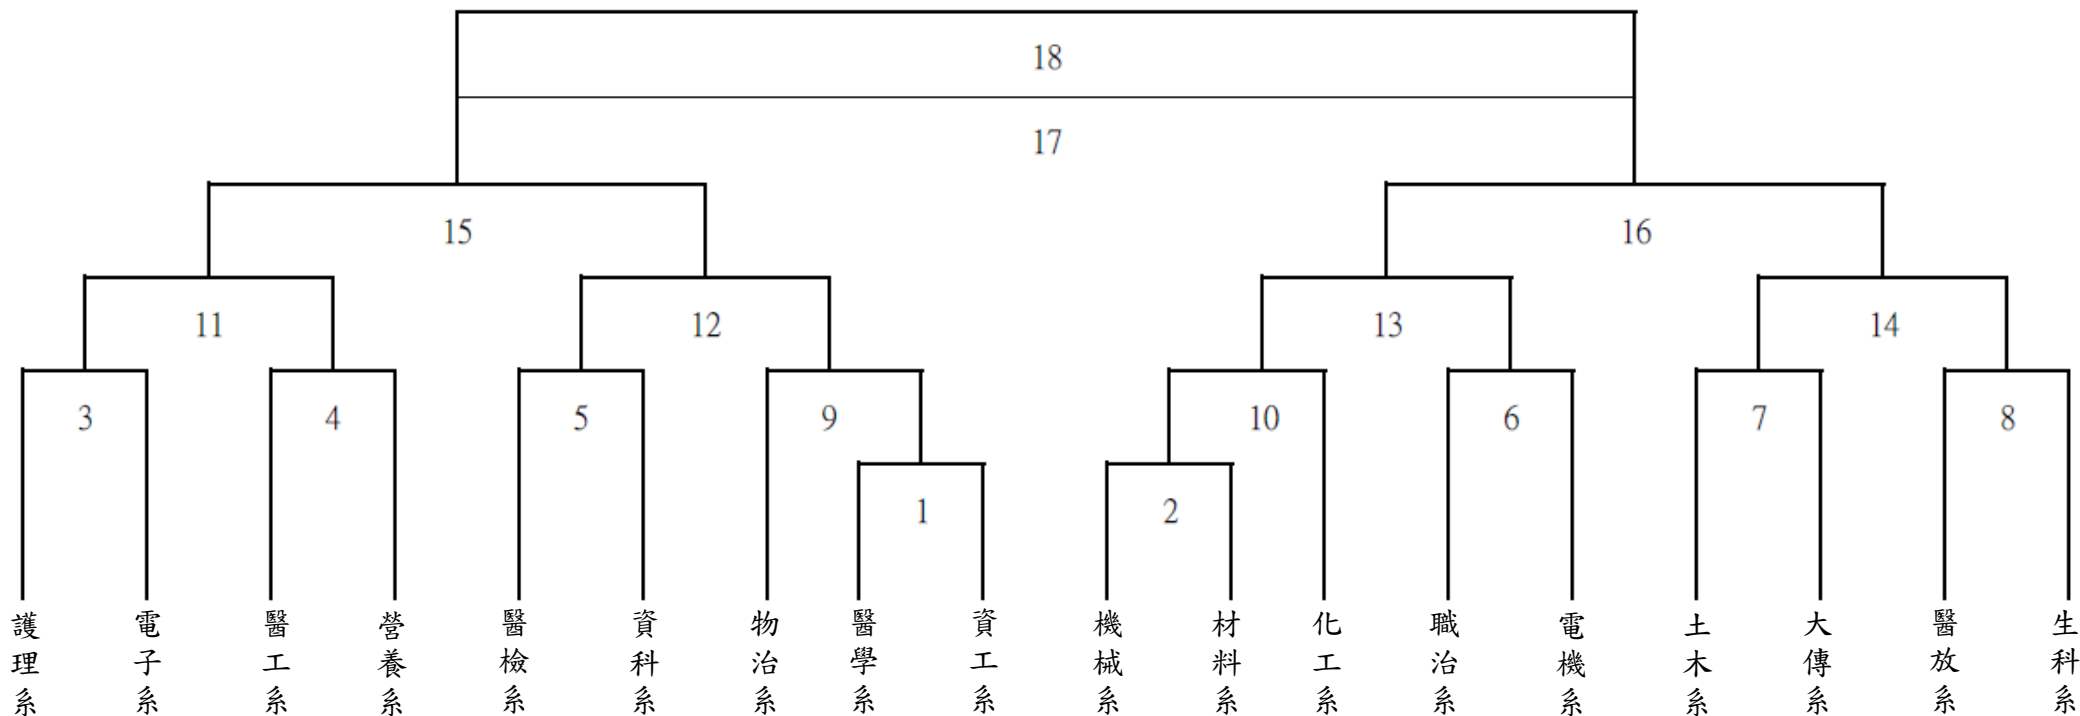 18
17
15
16
11
12
13
14
3
4
5
9
10
6
7
8
1
2
護理系
電子系
醫工系
營養系
醫檢系
資科系
物治系
醫學系
資工系
機械系
材料系
化工系
職治系
電機系
土木系
大傳系
醫放系
生科系